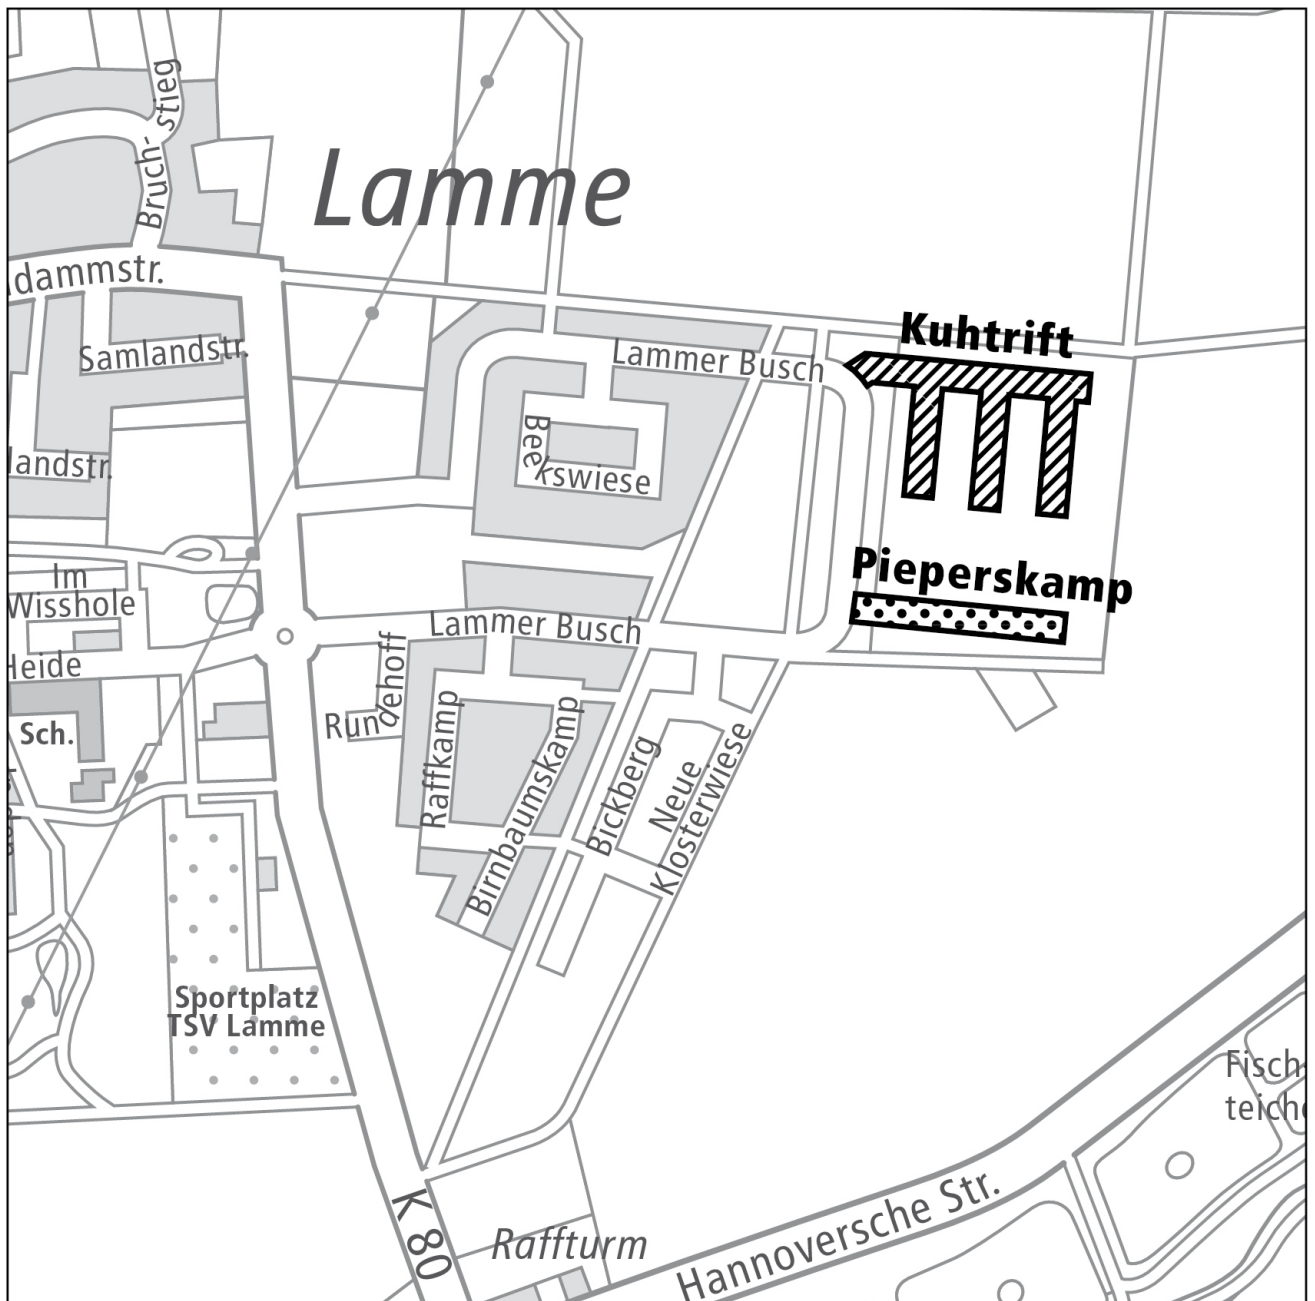 Bruch-
stieg
Lamme
dammstr.
Kuhtrift
Samlandstr.
Lammer Busch
Beekswiese
landstr.
Pieperskamp
Im
Wisshole
Lammer Busch
Heide
Rundehoff
Sch.
Raffkamp
Birnbaumskamp
Bickberg
Neue
Klosterwiese
Sportplatz
TSV Lamme
Fisch
teiche
K 80
Raffturm
Hannoversche Str.